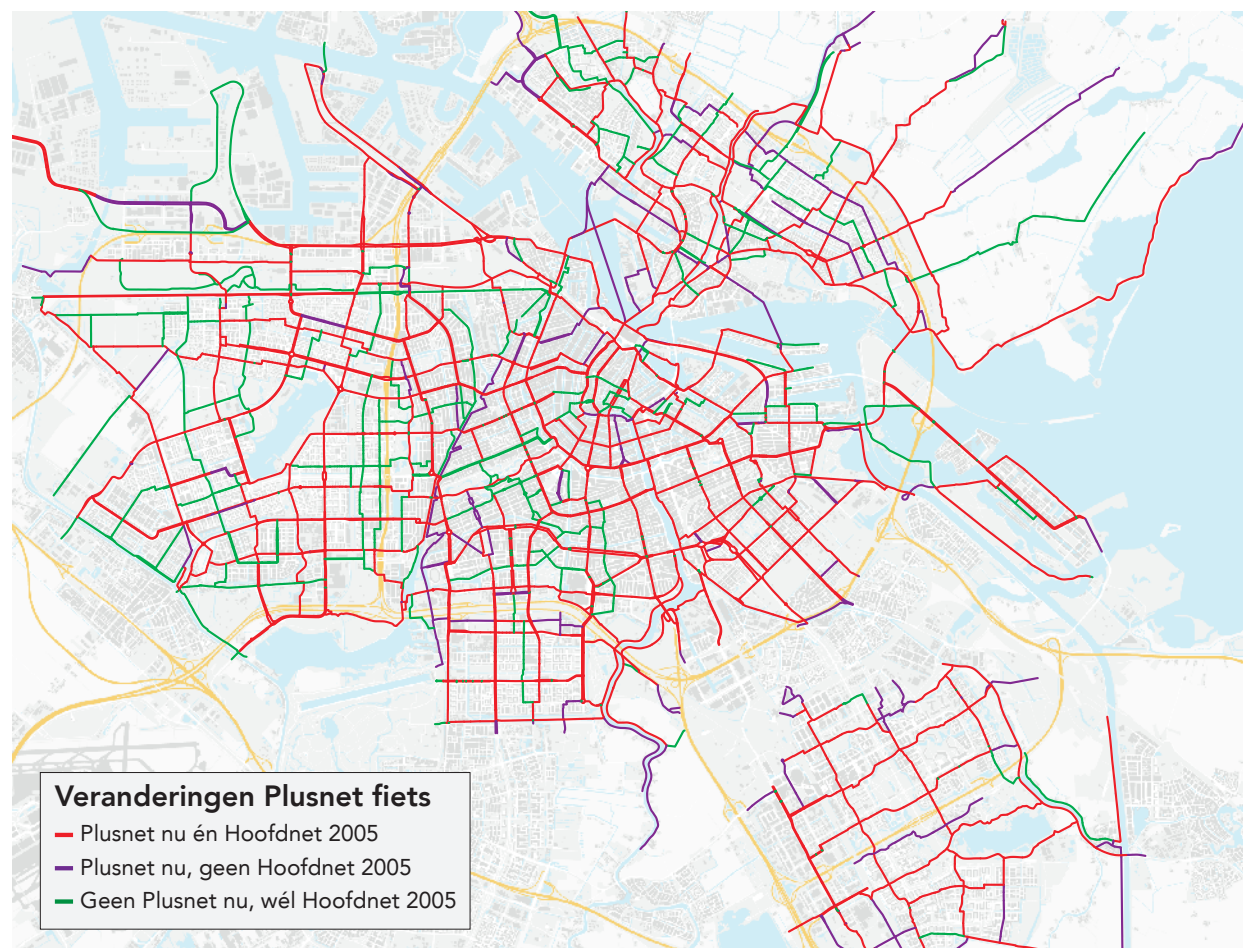 Veranderingen Plusnet fiets
Plusnet nu én Hoofdnet 2005
Plusnet nu, geen Hoofdnet 2005
Geen Plusnet nu, wél Hoofdnet 2005